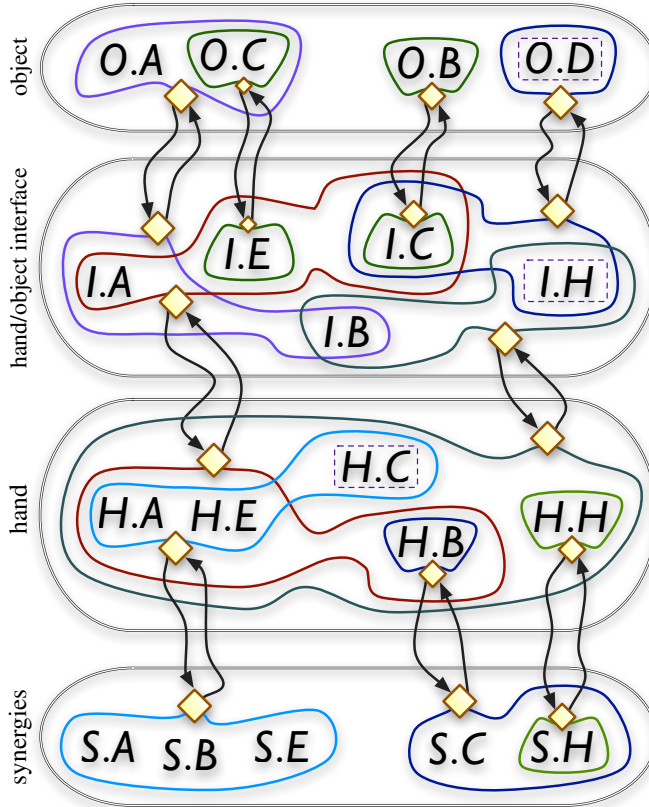 object
O.A O.C O.B O.D
hand/object interface
I.A I.E I.C I.H
I.B
hand
H.C
H.A H.E H.B H.H
synergies
S.A S.B S.E S.C S.H